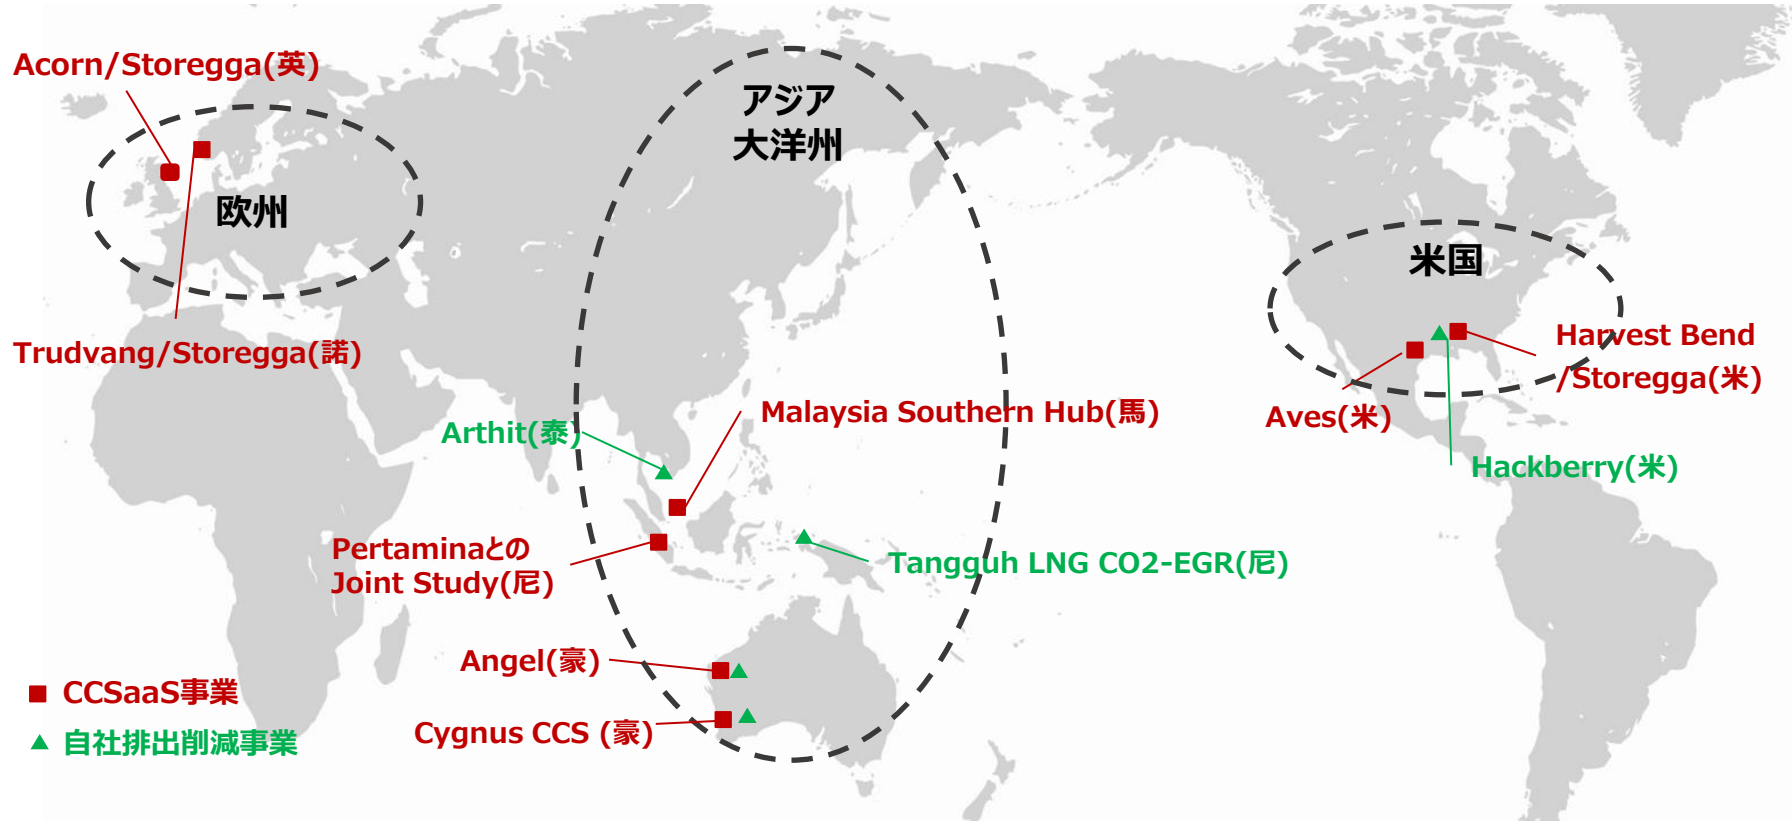 Acorn/Storegga(英)
欧州
Trudvang/Storegga(諾)
アジア
大洋州
Arthit(泰)
Malaysia Southern Hub(馬)
Pertaminaとの
Joint Study(尼)
Tangguh LNG CO2-EGR(尼)
Angel(豪)
Cygnus CCS (豪)
米国
Harvest Bend
/Storegga(米)
Aves(米)
Hackberry(米)
CCSaaS事業
自社排出削減事業